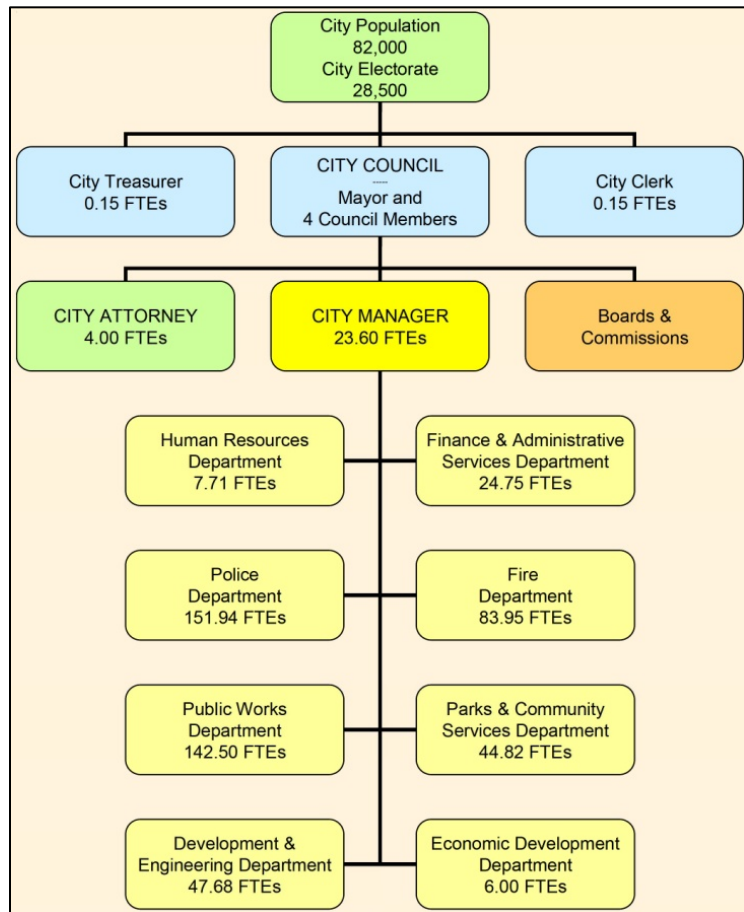 City Population
82,000
City Electorate
28,500
City Treasurer
0.15 FTEs
CITY COUNCIL
-----
Mayor and
4 Council Members
City Clerk
0.15 FTEs
CITY ATTORNEY
4.00 FTEs
CITY MANAGER
23.60 FTEs
Boards &
Commissions
Human Resources
Department
7.71 FTEs
Finance & Administrative
Services Department
24.75 FTEs
Police
Department
151.94 FTEs
Fire
Department
83.95 FTEs
Public Works
Department
142.50 FTEs
Parks & Community
Services Department
44.82 FTEs
Development &
Engineering Department
47.68 FTEs
Economic Development
Department
6.00 FTEs